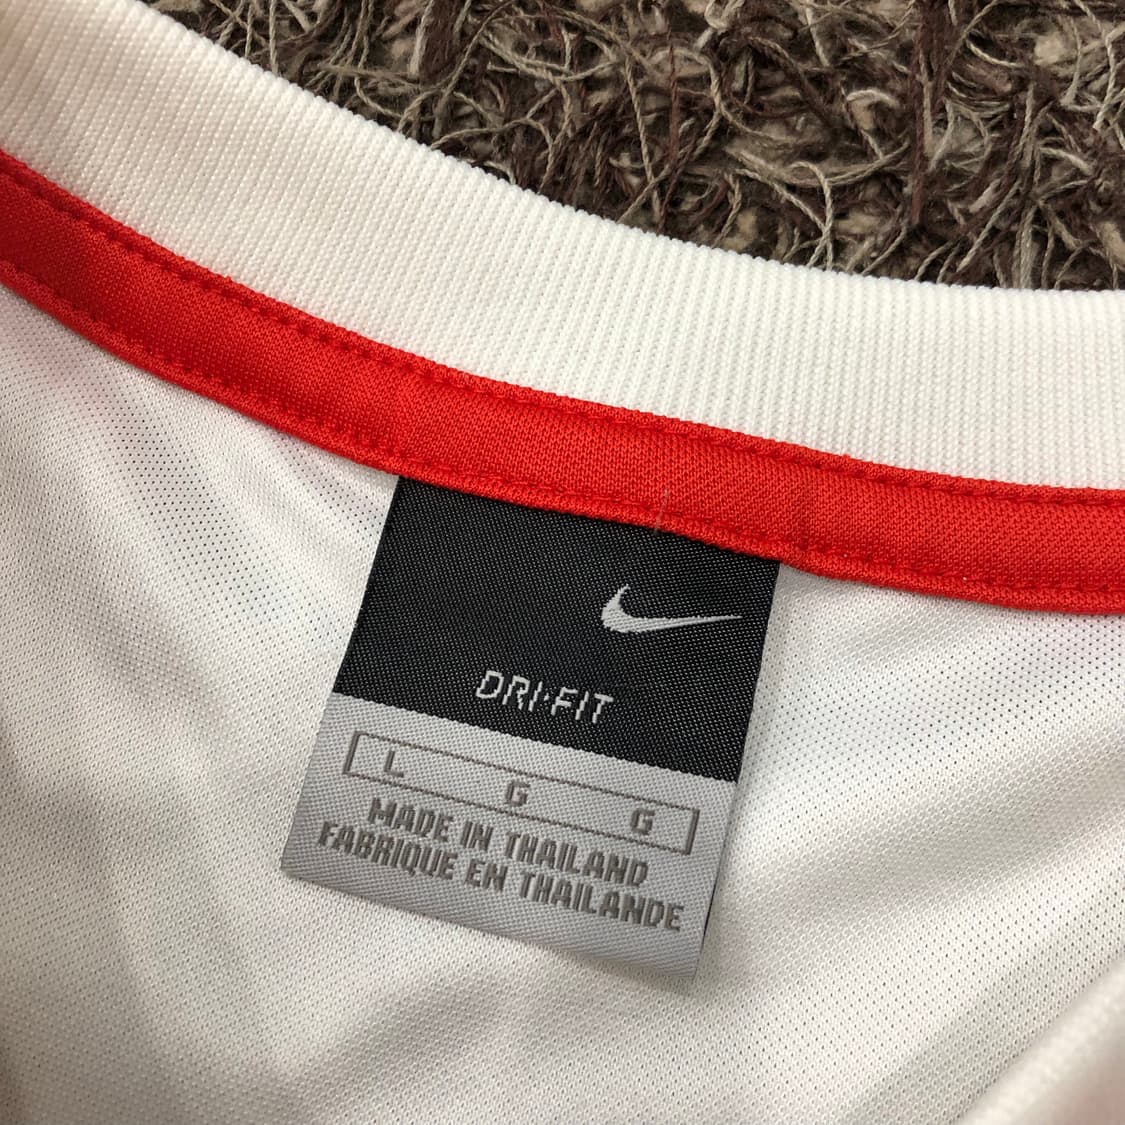 DRI·FIT
L G G
MADE IN THAILAND
FABRIQUE EN THAILANDE